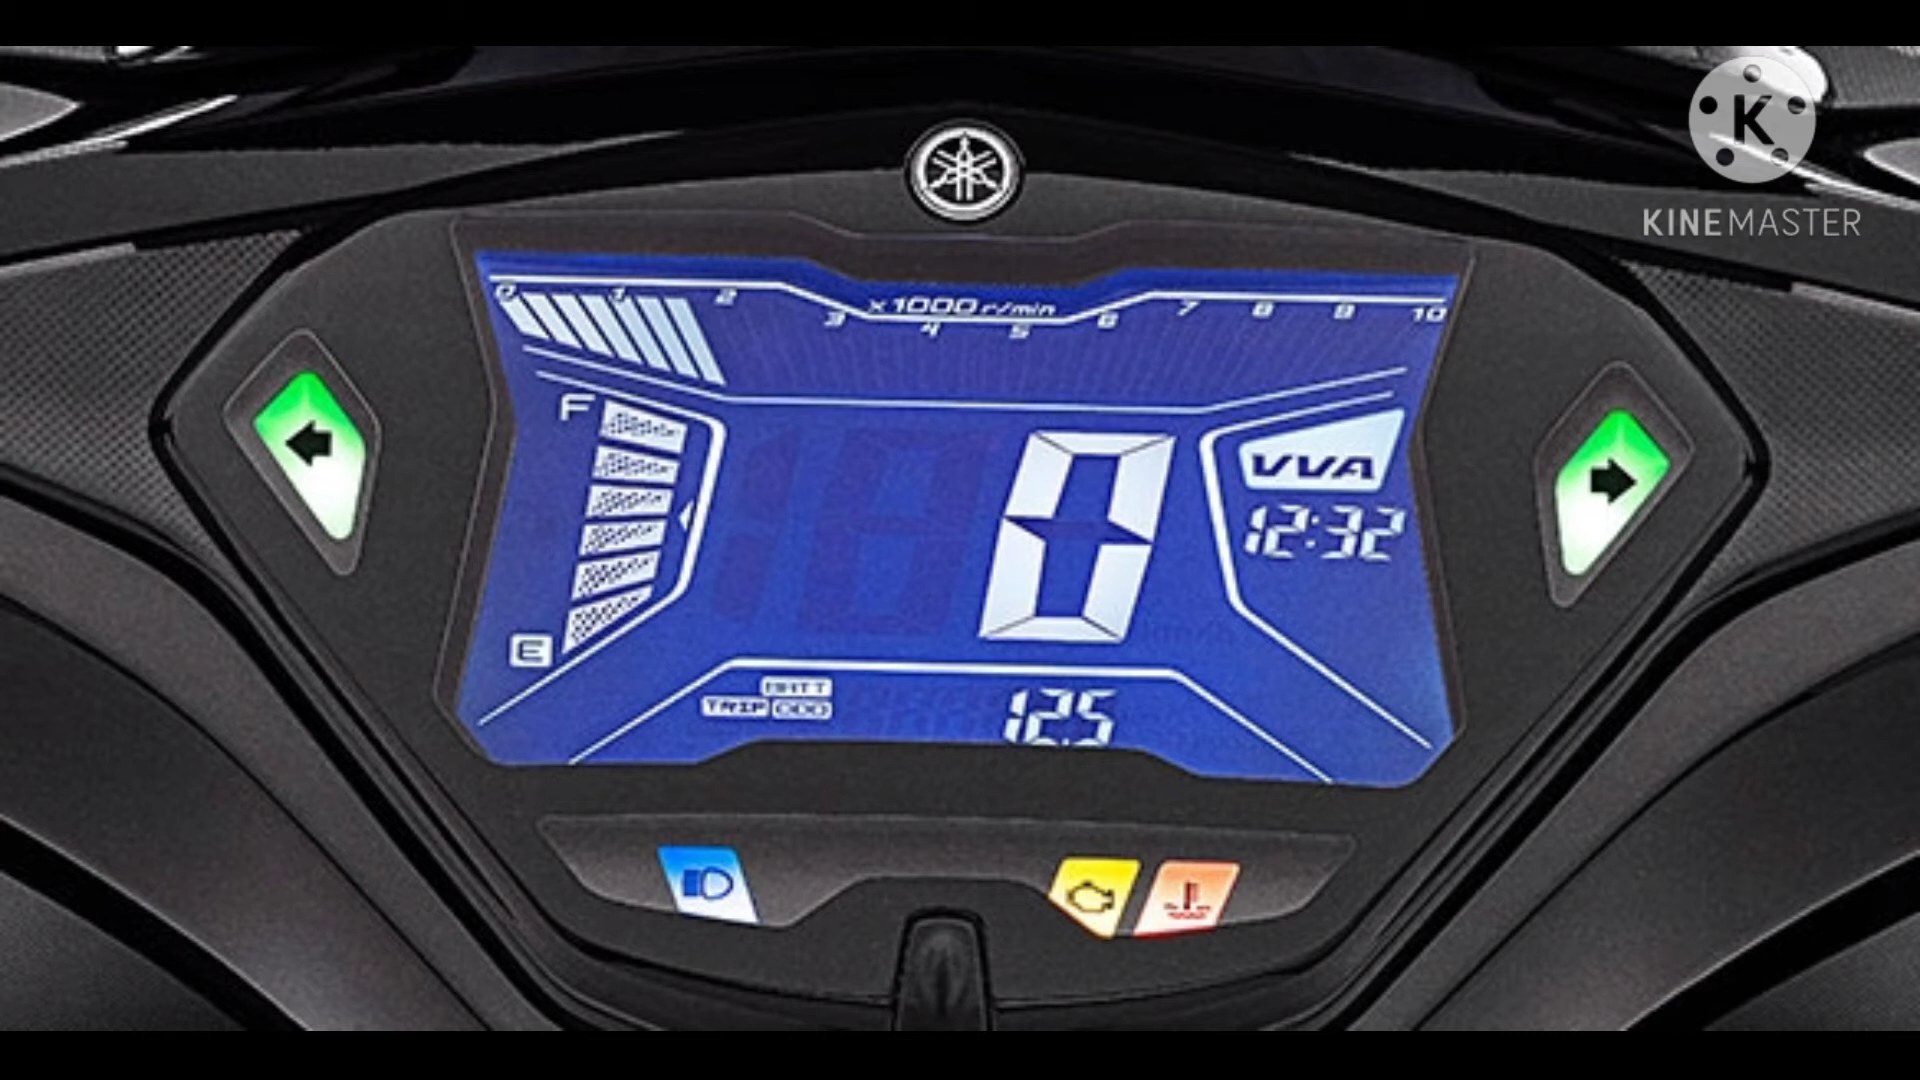 K
KINEMASTER
0 1 2 3 4 5 6 7 8 9 10
x1000 r/min
F
VVA
0
12:32
E
BATT
TRIP ODO
12.5